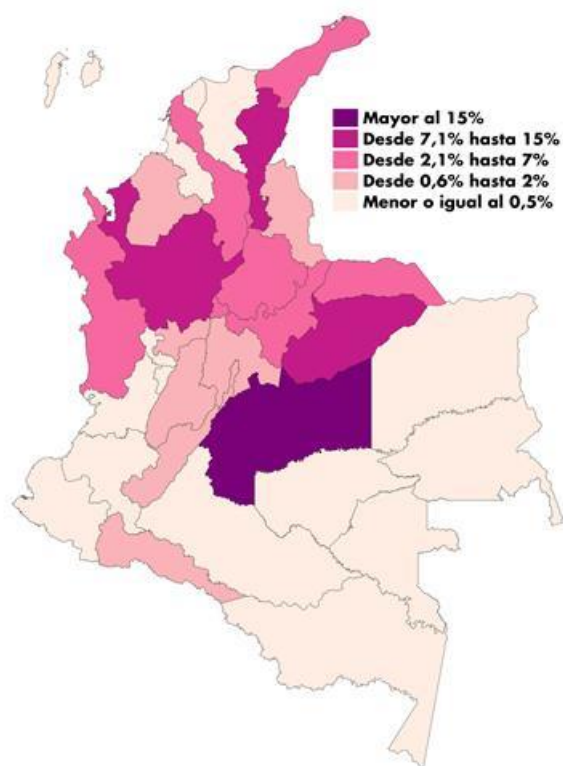 Mayor al 15%
Desde 7,1% hasta 15%
Desde 2,1% hasta 7%
Desde 0,6% hasta 2%
Menor o igual al 0,5%